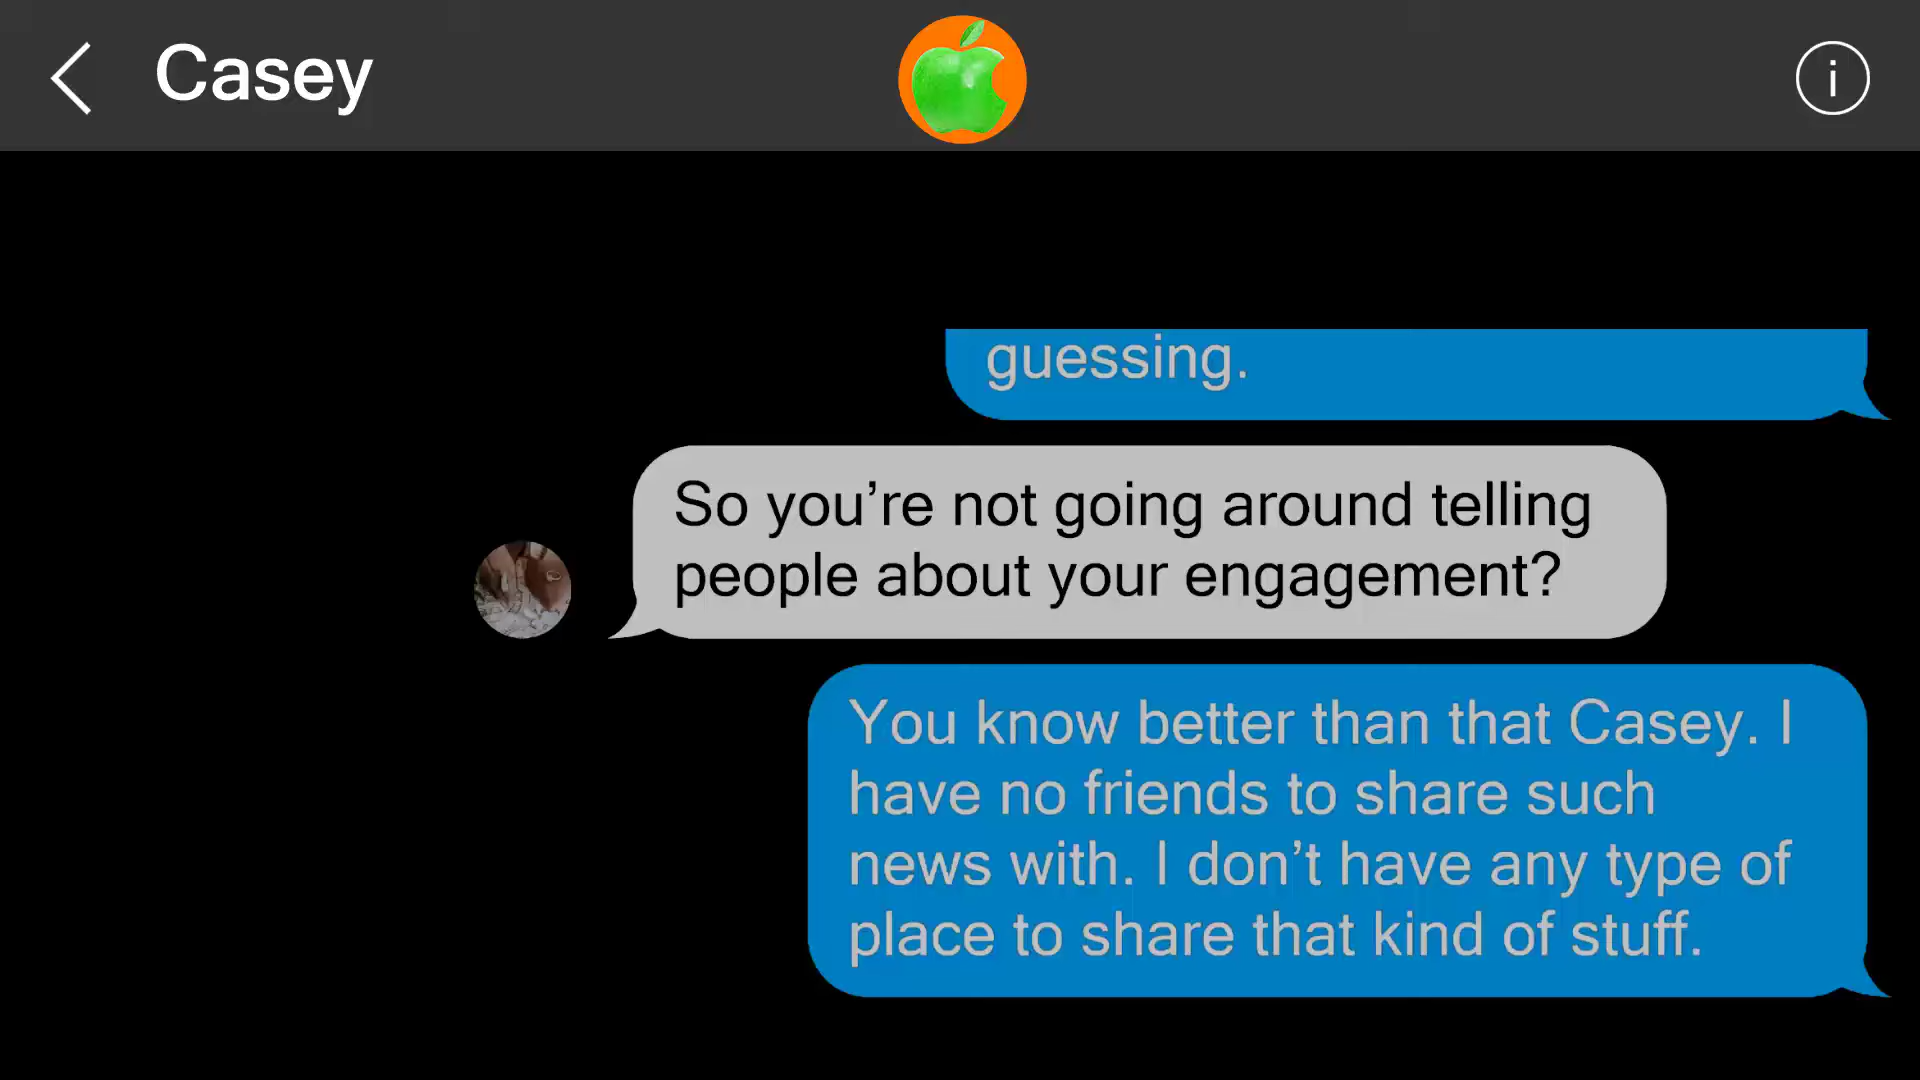 Casey
i
guessing.
So you’re not going around telling
people about your engagement?
You know better than that Casey. I
have no friends to share such
news with. I don’t have any type of
place to share that kind of stuff.